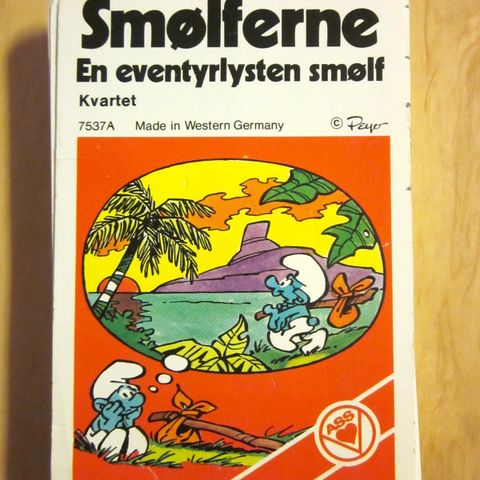 Smølferne
En eventyrlysten smølf
Kvartet
7537A Made in Western Germany © Peyo
ASS